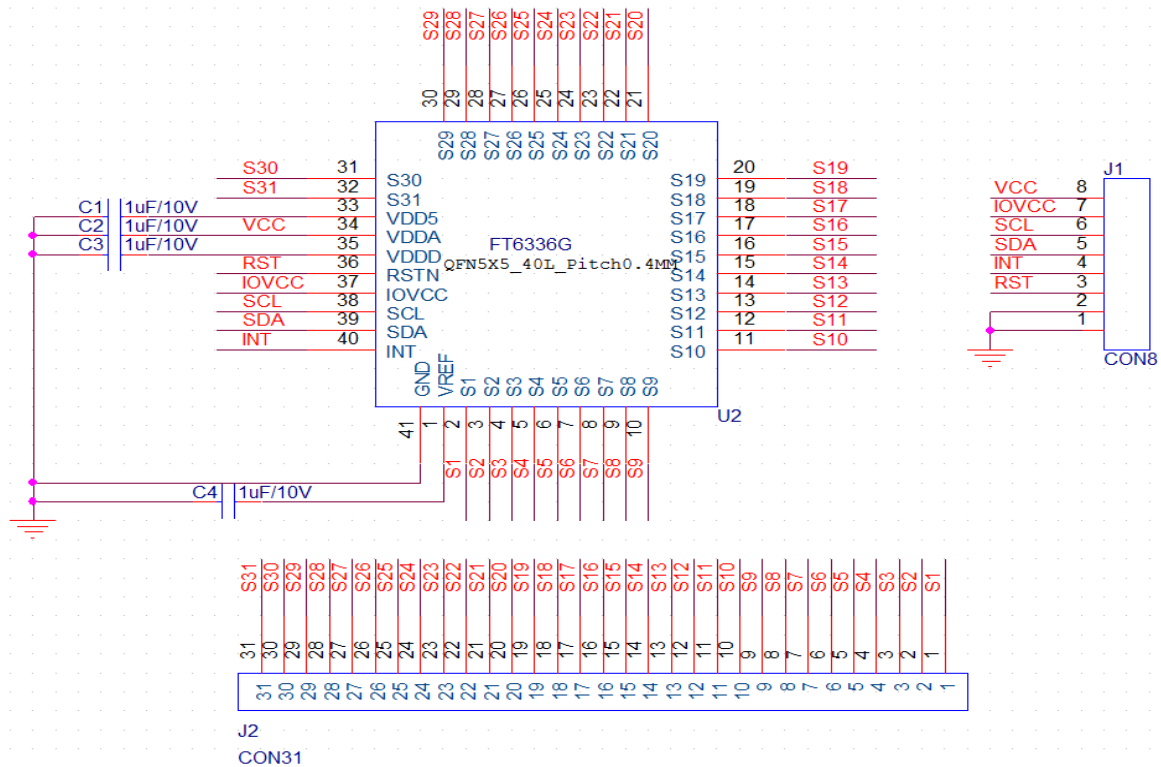 S29 S28 S27 S26 S25 S24 S23 S22 S21 S20
30 29 28 27 26 25 24 23 22 21
S29 S28 S27 S26 S25 S24 S23 S22 S21 S20
S30 31 S30
S31 32 S31
C1 1uF/10V 33 VDD5
C2 1uF/10V VCC 34 VDDA
C3 1uF/10V 35 VDDD
RST 36 RSTN
IOVCC 37 IOVCC
SCL 38 SCL
SDA 39 SDA
INT 40 INT
FT6336G
QFN5X5_40L_Pitch0.4MM
S19 20 S19
S18 19 S18
S17 18 S17
S16 17 S16
S15 16 S15
S14 15 S14
S13 14 S13
S12 13 S12
S11 12 S11
S10 11 S10
GND VREF S1 S2 S3 S4 S5 S6 S7 S8 S9
U2
41 1 2 3 4 5 6 7 8 9 10
S1 S2 S3 S4 S5 S6 S7 S8 S9
C4 1uF/10V
J1
VCC 8
IOVCC 7
SCL 6
SDA 5
INT 4
RST 3
2
1
CON8
S31 S30 S29 S28 S27 S26 S25 S24 S23 S22 S21 S20 S19 S18 S17 S16 S15 S14 S13 S12 S11 S10 S9 S8 S7 S6 S5 S4 S3 S2 S1
31 30 29 28 27 26 25 24 23 22 21 20 19 18 17 16 15 14 13 12 11 10 9 8 7 6 5 4 3 2 1
31 30 29 28 27 26 25 24 23 22 21 20 19 18 17 16 15 14 13 12 11 10 9 8 7 6 5 4 3 2 1
J2
CON31